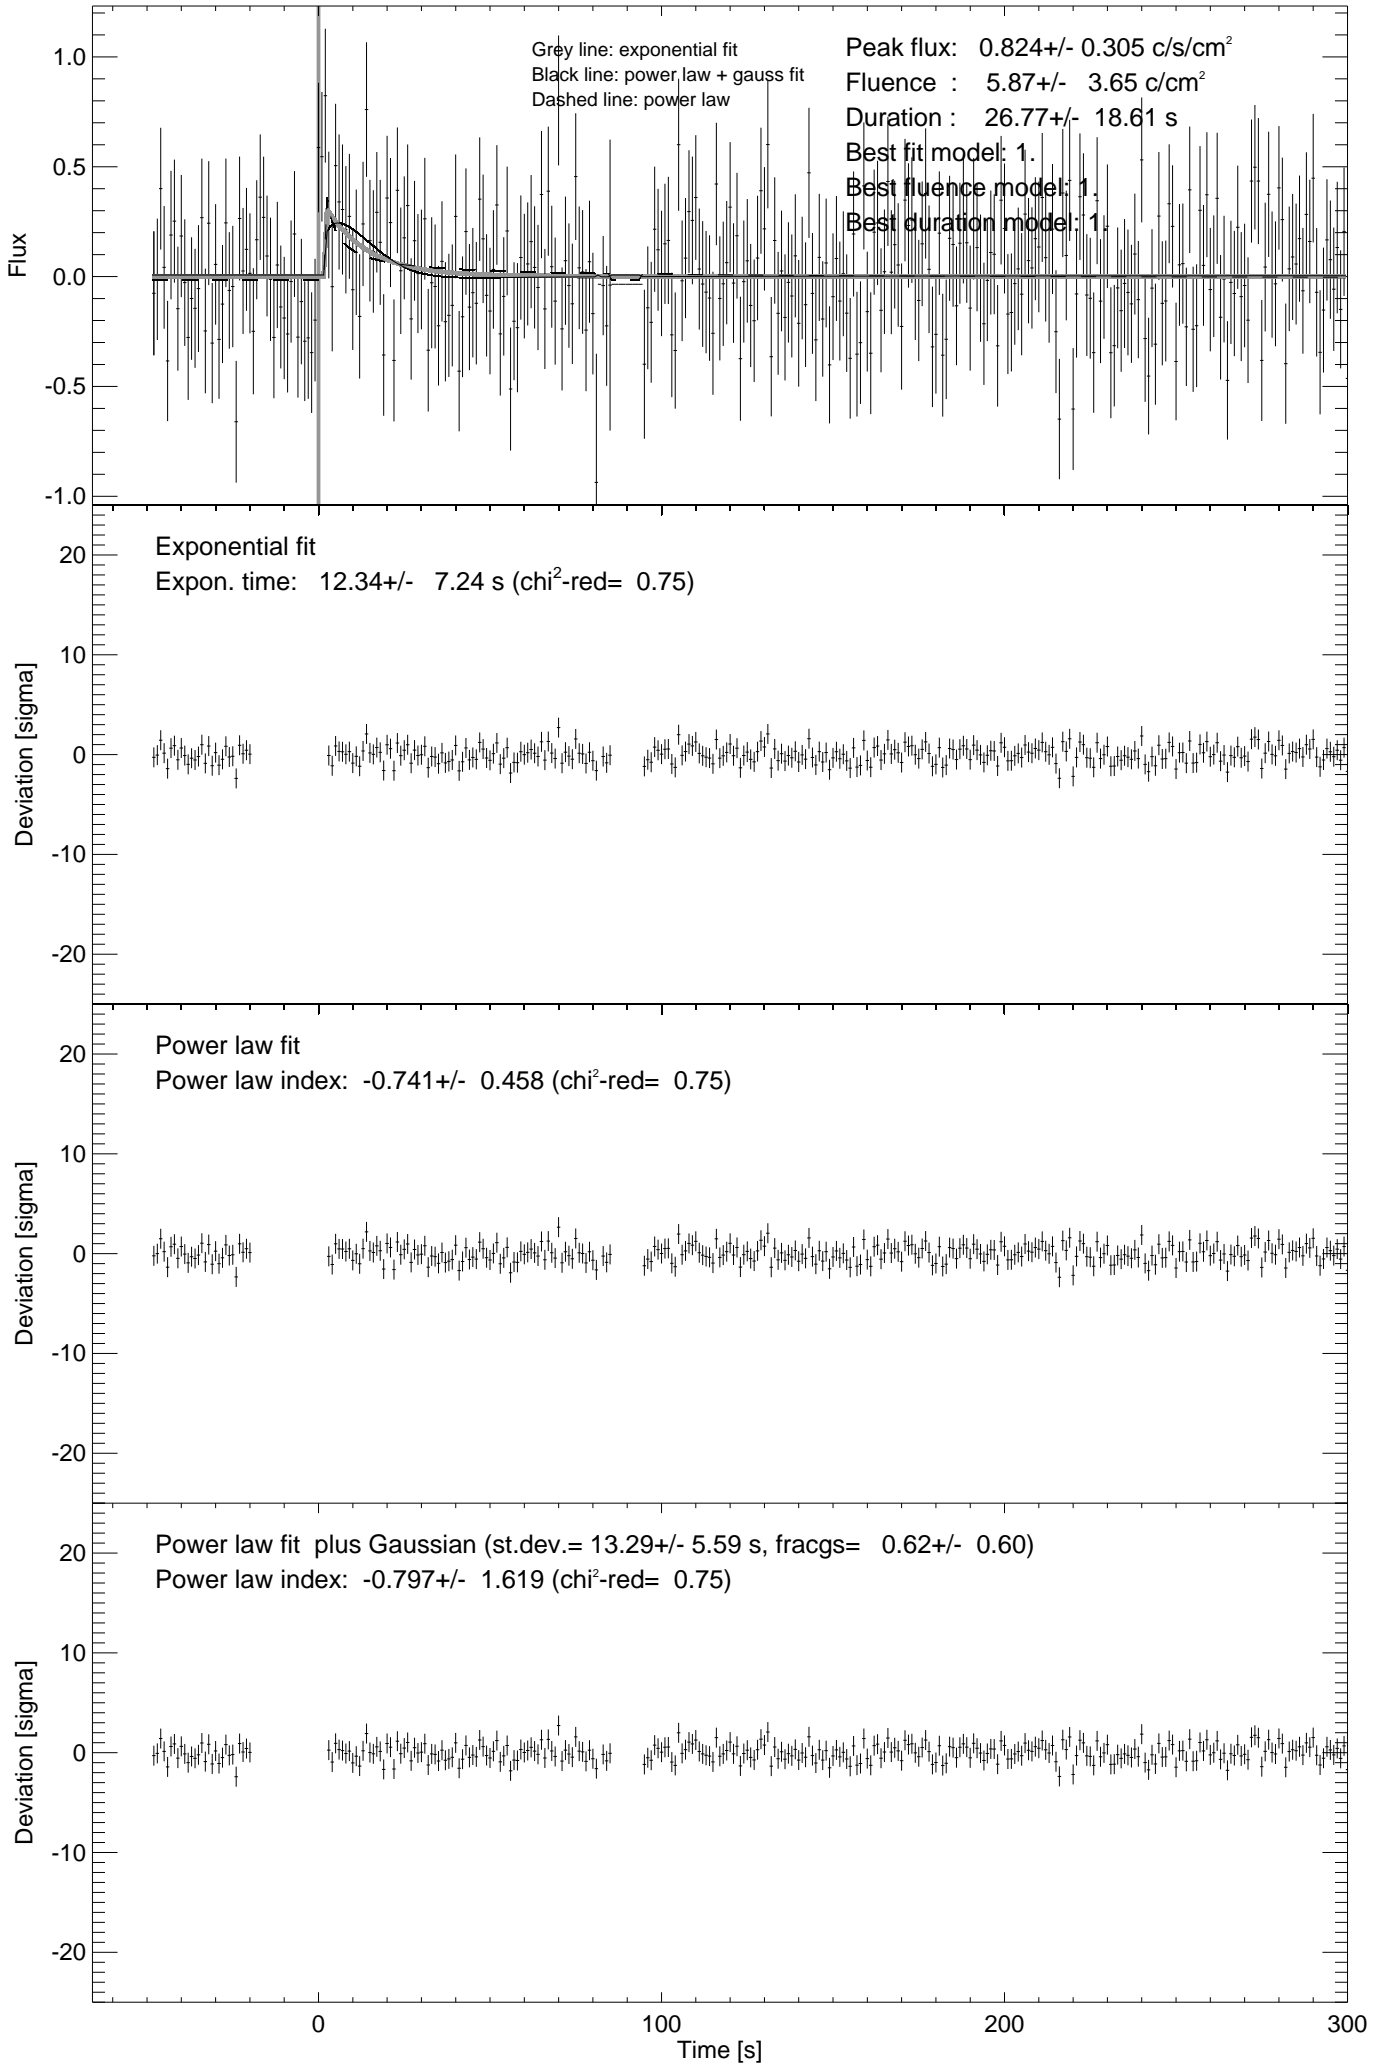 Grey line: exponential fit
Black line: power law + gauss fit
Dashed line: power law
Peak flux: 0.824+/- 0.305 c/s/cm²
Fluence : 5.87+/- 3.65 c/cm²
Duration : 26.77+/- 18.61 s
Best fit model: 1.
Best fluence model: 1.
Best duration model: 1.
1.0
0.5
0.0
-0.5
-1.0
Flux
Exponential fit
Expon. time: 12.34+/- 7.24 s (chi²-red= 0.75)
20
10
0
-10
-20
Deviation [sigma]
Power law fit
Power law index: -0.741+/- 0.458 (chi²-red= 0.75)
20
10
0
-10
-20
Deviation [sigma]
Power law fit plus Gaussian (st.dev.= 13.29+/- 5.59 s, fracgs= 0.62+/- 0.60)
Power law index: -0.797+/- 1.619 (chi²-red= 0.75)
20
10
0
-10
-20
Deviation [sigma]
0 100 200 300
Time [s]